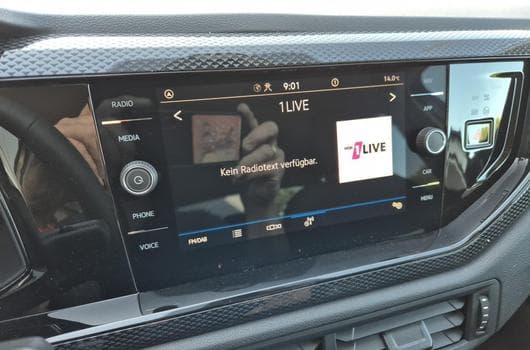 9:01
14.0°C
RADIO
1LIVE
APP
MEDIA
1LIVE
Kein Radiotext verfügbar.
CAR
PHONE
MENU
VOICE
FM/DAB